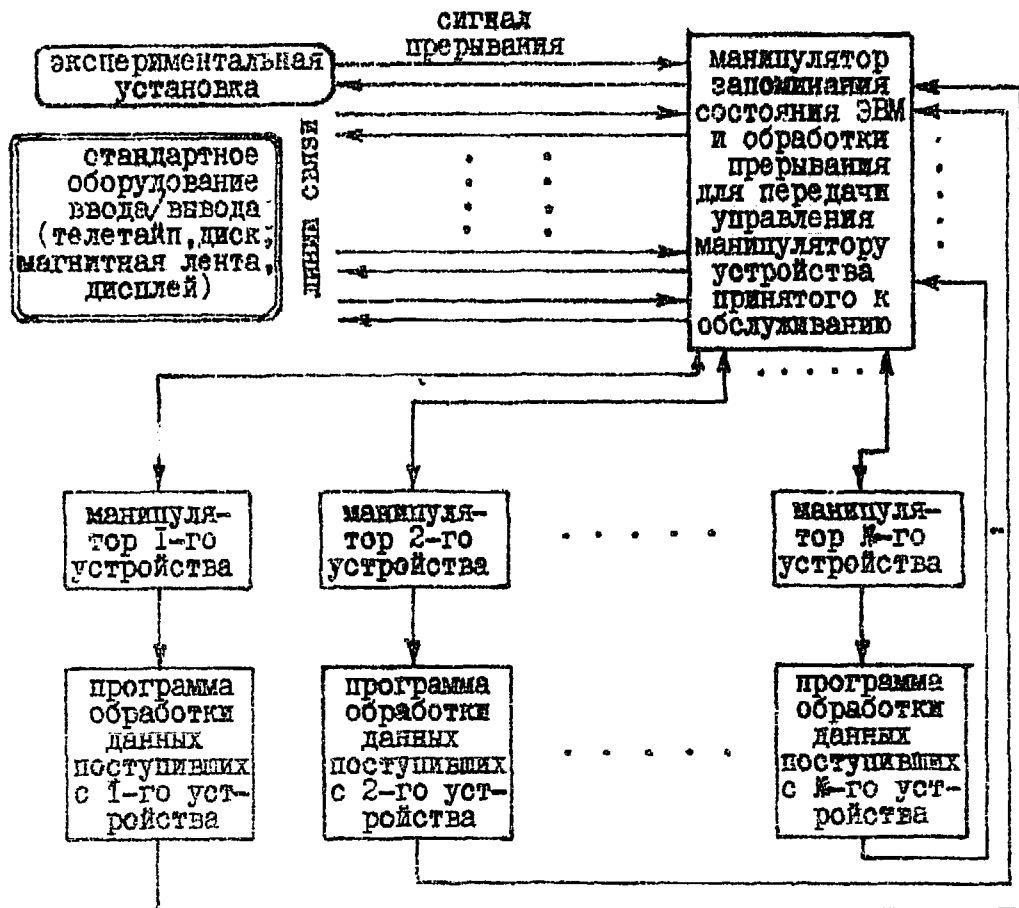 сигнал
прерывания
экспериментальная
установка
стандартное
оборудование
ввода/вывода
(телетайп,диск,
магнитная лента,
дисплей)
линии связи
манипулятор
запоминания
состояния ЭВМ
и обработки
прерывания
для передачи
управления
манипулятору
устройства
принятого к
обслуживанию
манипуля-
тор 1-го
устройства
манипуля-
тор 2-го
устройства
манипуля-
тор №-го
устройства
программа
обработки
данных
поступивших
с 1-го уст-
ройства
программа
обработки
данных
поступивших
с 2-го уст-
ройства
программа
обработки
данных
поступивших
с №-го уст-
ройства